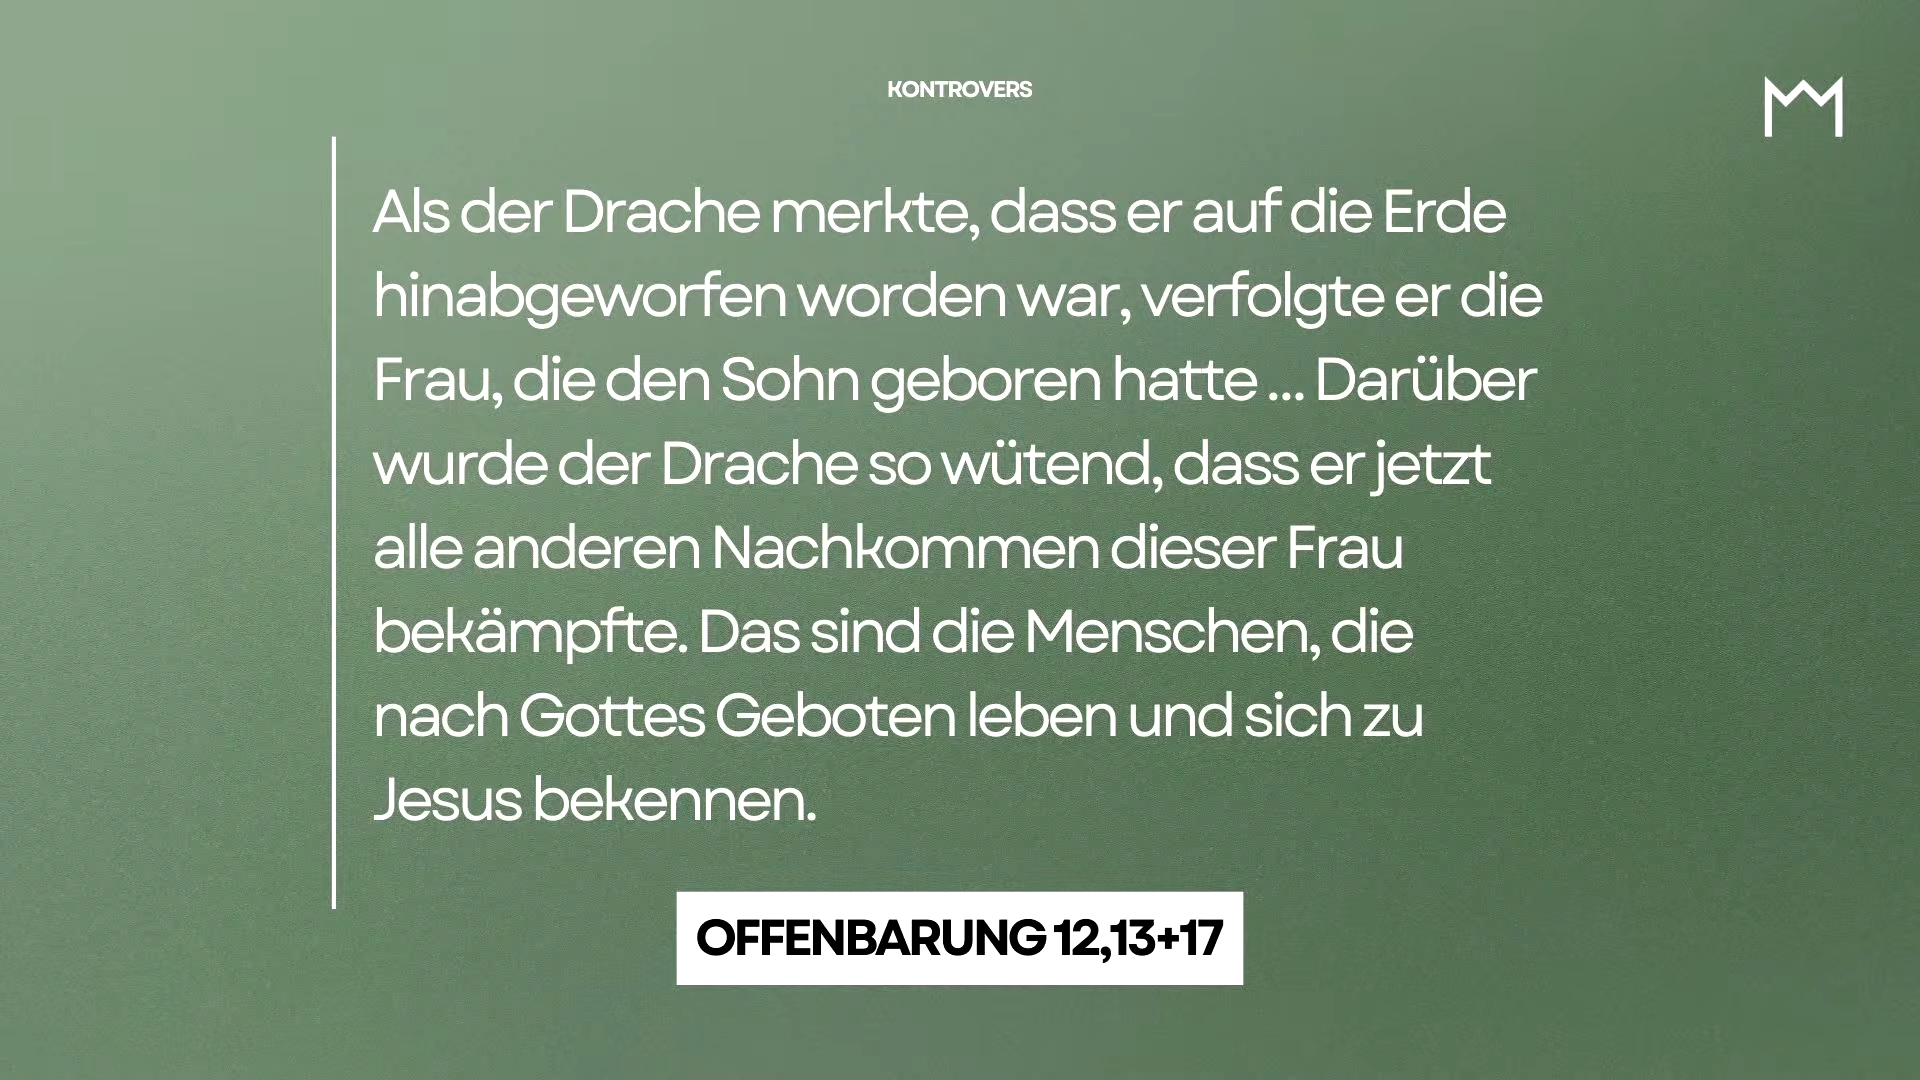 KONTROVERS
Als der Drache merkte, dass er auf die Erde
hinabgeworfen worden war, verfolgte er die
Frau, die den Sohn geboren hatte ... Darüber
wurde der Drache so wütend, dass er jetzt
alle anderen Nachkommen dieser Frau
bekämpfte. Das sind die Menschen, die
nach Gottes Geboten leben und sich zu
Jesus bekennen.
OFFENBARUNG 12,13+17